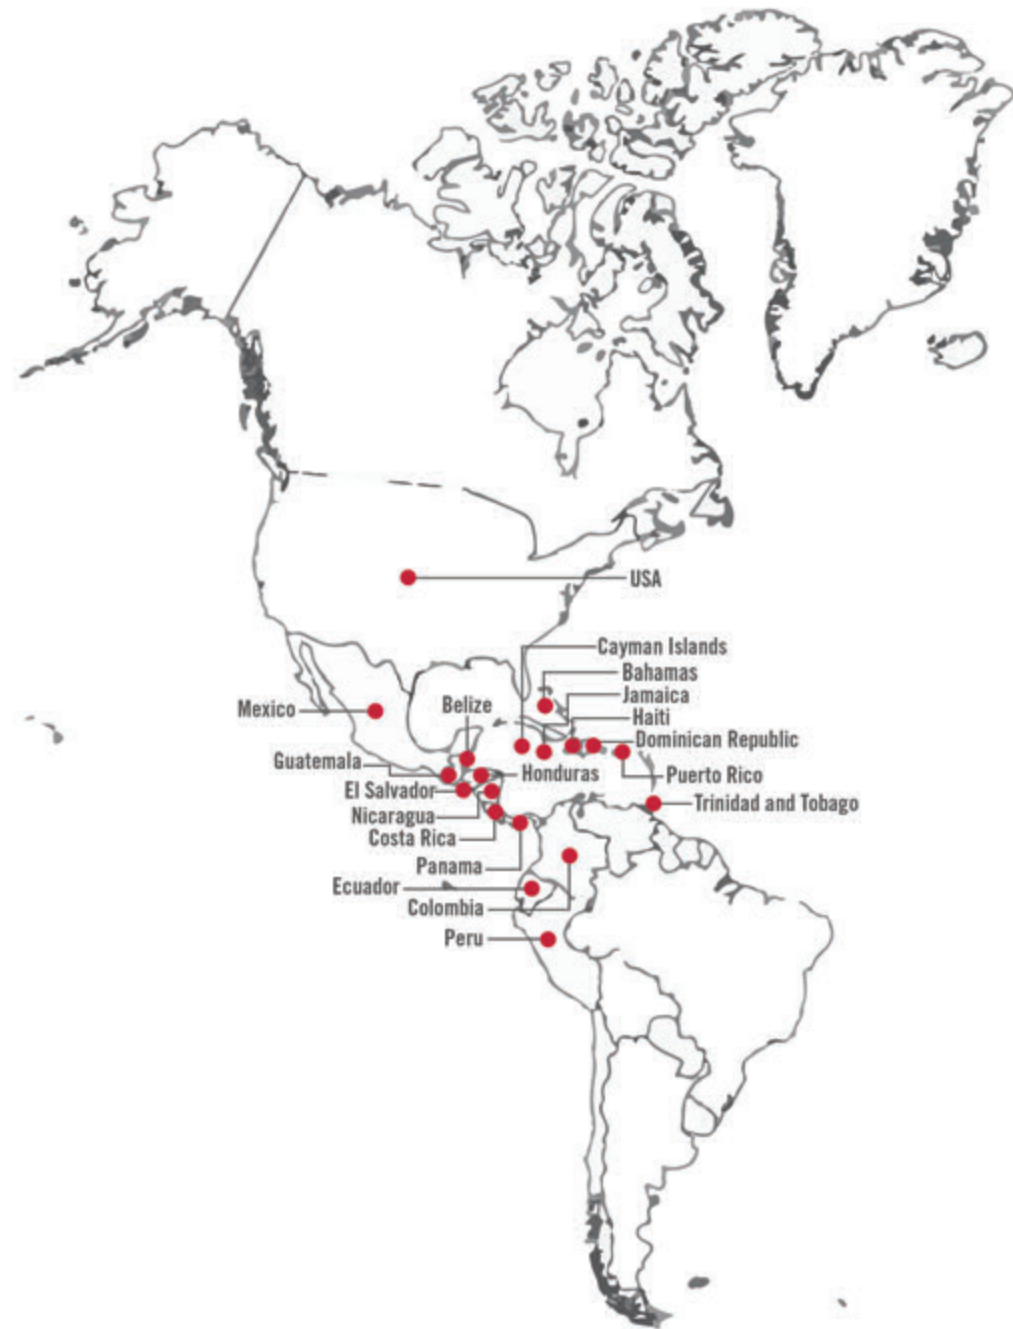 USA
Cayman Islands
Bahamas
Jamaica
Belize
Mexico
Haiti
Dominican Republic
Guatemala
Honduras
Puerto Rico
El Salvador
Trinidad and Tobago
Nicaragua
Costa Rica
Panama
Ecuador
Colombia
Peru